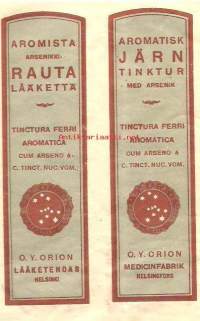 AROMISTA
ARSENIKKI-
RAUTA
LÄÄKETTÄ
TINCTURA FERRI
AROMATICA
CUM ARSENO &
C. TINCT. NUC. VOM.
O. Y. ORION
LÄÄKETEHDAS
HELSINKI
AROMATISK
JÄRN
TINKTUR
MED ARSENIK
TINCTURA FERRI
AROMATICA
CUM ARSENO &
C. TINCT. NUC. VOM.
O. Y. ORION
MEDICINFABRIK
HELSINGFORS